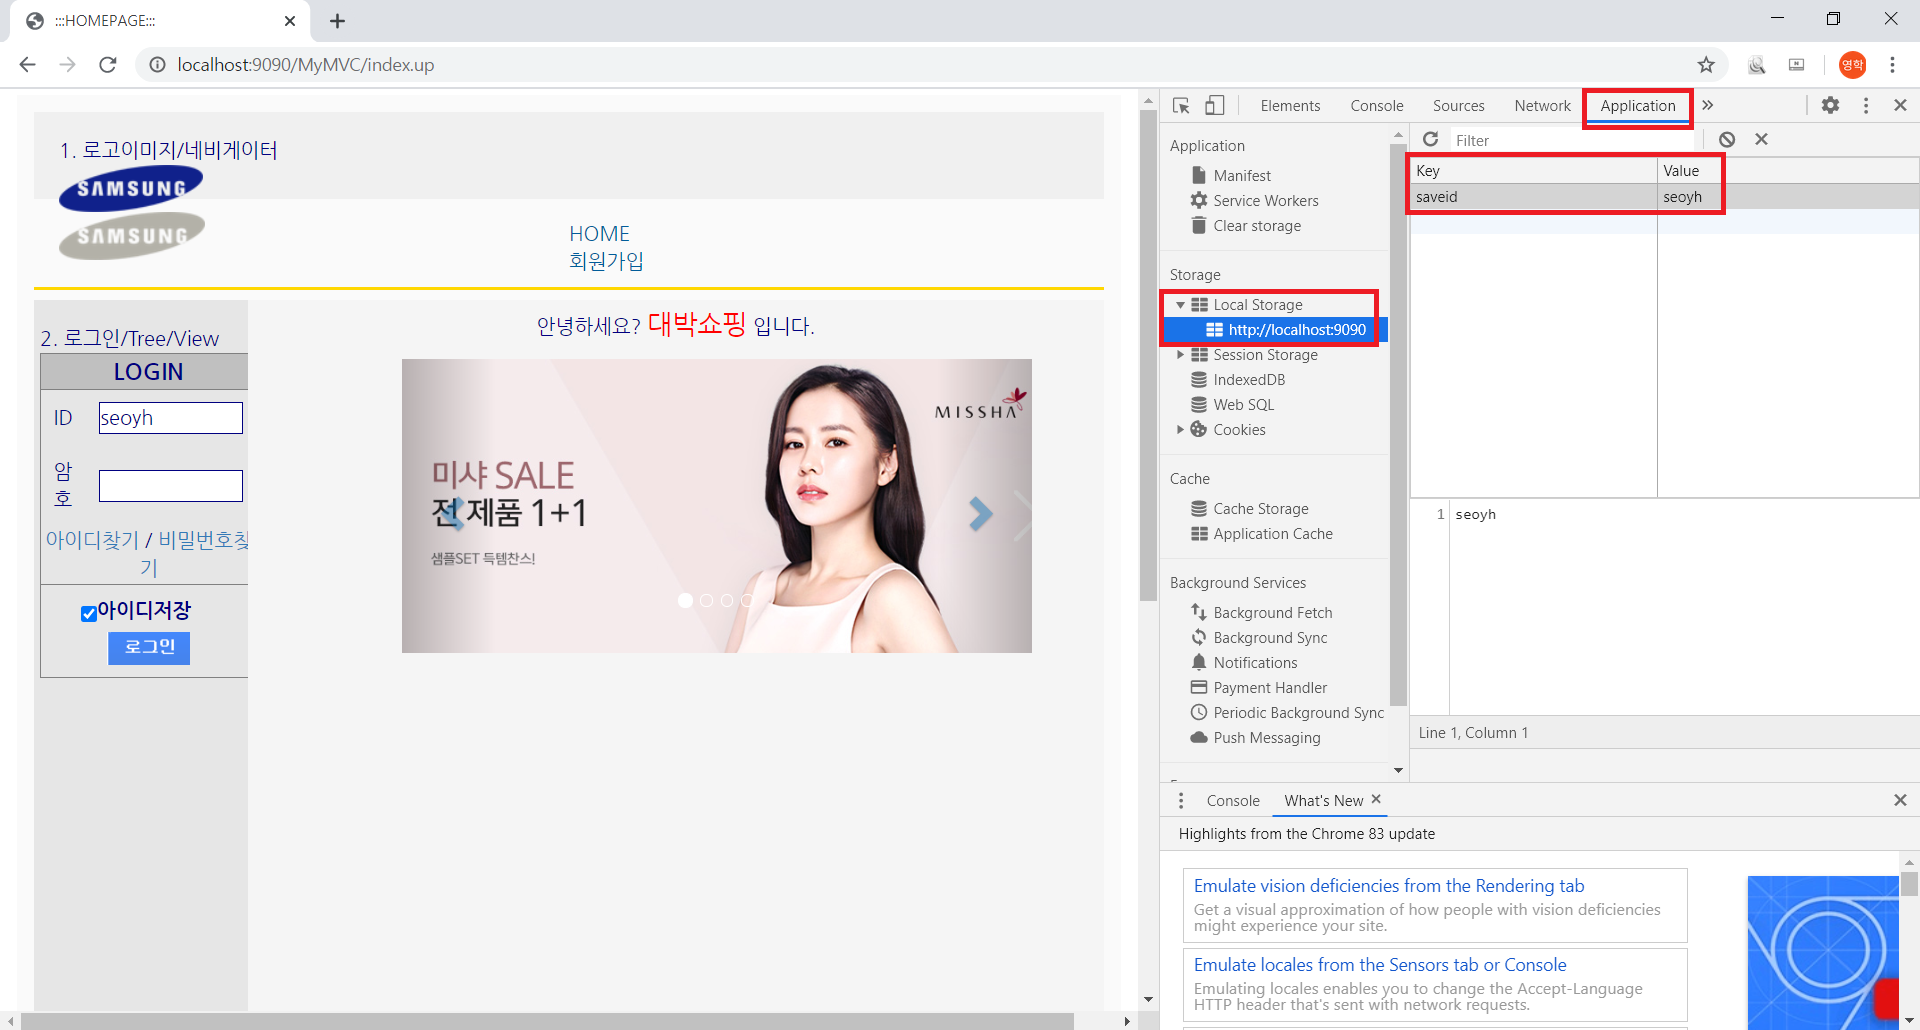 :::HOMEPAGE:::
localhost:9090/MyMVC/index.up
영학
1. 로고이미지/네비게이터
SAMSUNG
SAMSUNG
HOME
회원가입
2. 로그인/Tree/View
LOGIN
ID seoyh
암
호
아이디찾기 / 비밀번호찾
기
아이디저장
로그인
안녕하세요? 대박쇼핑 입니다.
MISSHA
미샤 SALE
전 제품 1+1
샘플SET 득템찬스!
Elements Console Sources Network Application »
Application
Manifest
Service Workers
Clear storage
Storage
Local Storage
http://localhost:9090
Session Storage
IndexedDB
Web SQL
Cookies
Cache
Cache Storage
Application Cache
Background Services
Background Fetch
Background Sync
Notifications
Payment Handler
Periodic Background Sync
Push Messaging
Filter
Key Value
saveid seoyh
1 seoyh
Line 1, Column 1
Console What's New
Highlights from the Chrome 83 update
Emulate vision deficiencies from the Rendering tab
Get a visual approximation of how people with vision deficiencies
might experience your site.
Emulate locales from the Sensors tab or Console
Emulating locales enables you to change the Accept-Language
HTTP header that's sent with network requests.